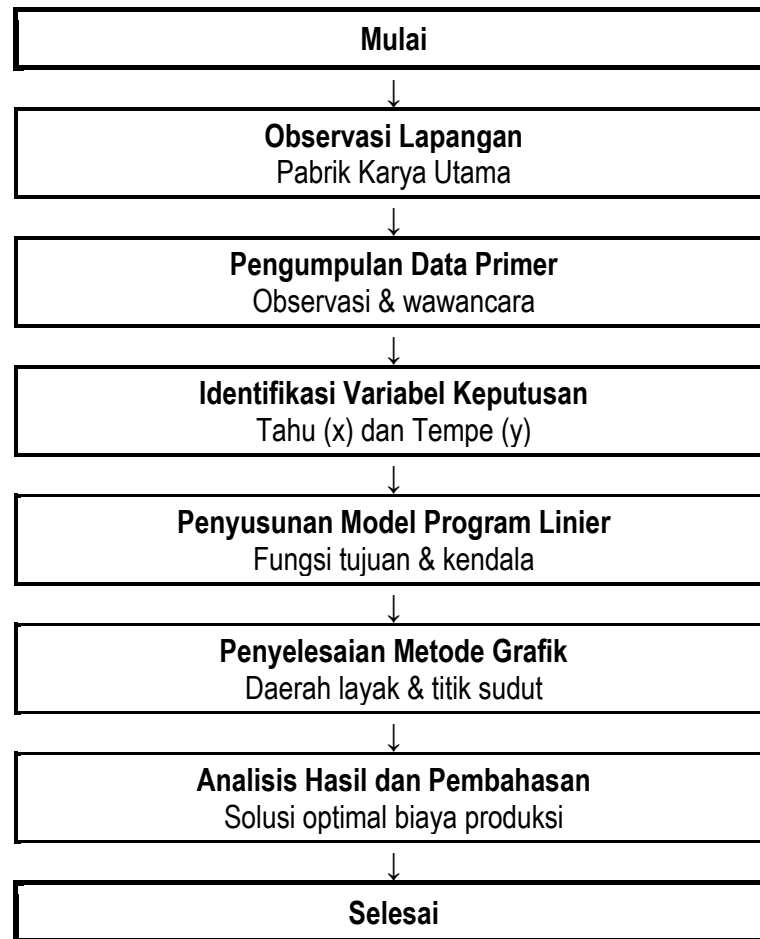 Mulai
↓
Observasi Lapangan
Pabrik Karya Utama
↓
Pengumpulan Data Primer
Observasi & wawancara
↓
Identifikasi Variabel Keputusan
Tahu (x) dan Tempe (y)
↓
Penyusunan Model Program Linier
Fungsi tujuan & kendala
↓
Penyelesaian Metode Grafik
Daerah layak & titik sudut
↓
Analisis Hasil dan Pembahasan
Solusi optimal biaya produksi
↓
Selesai